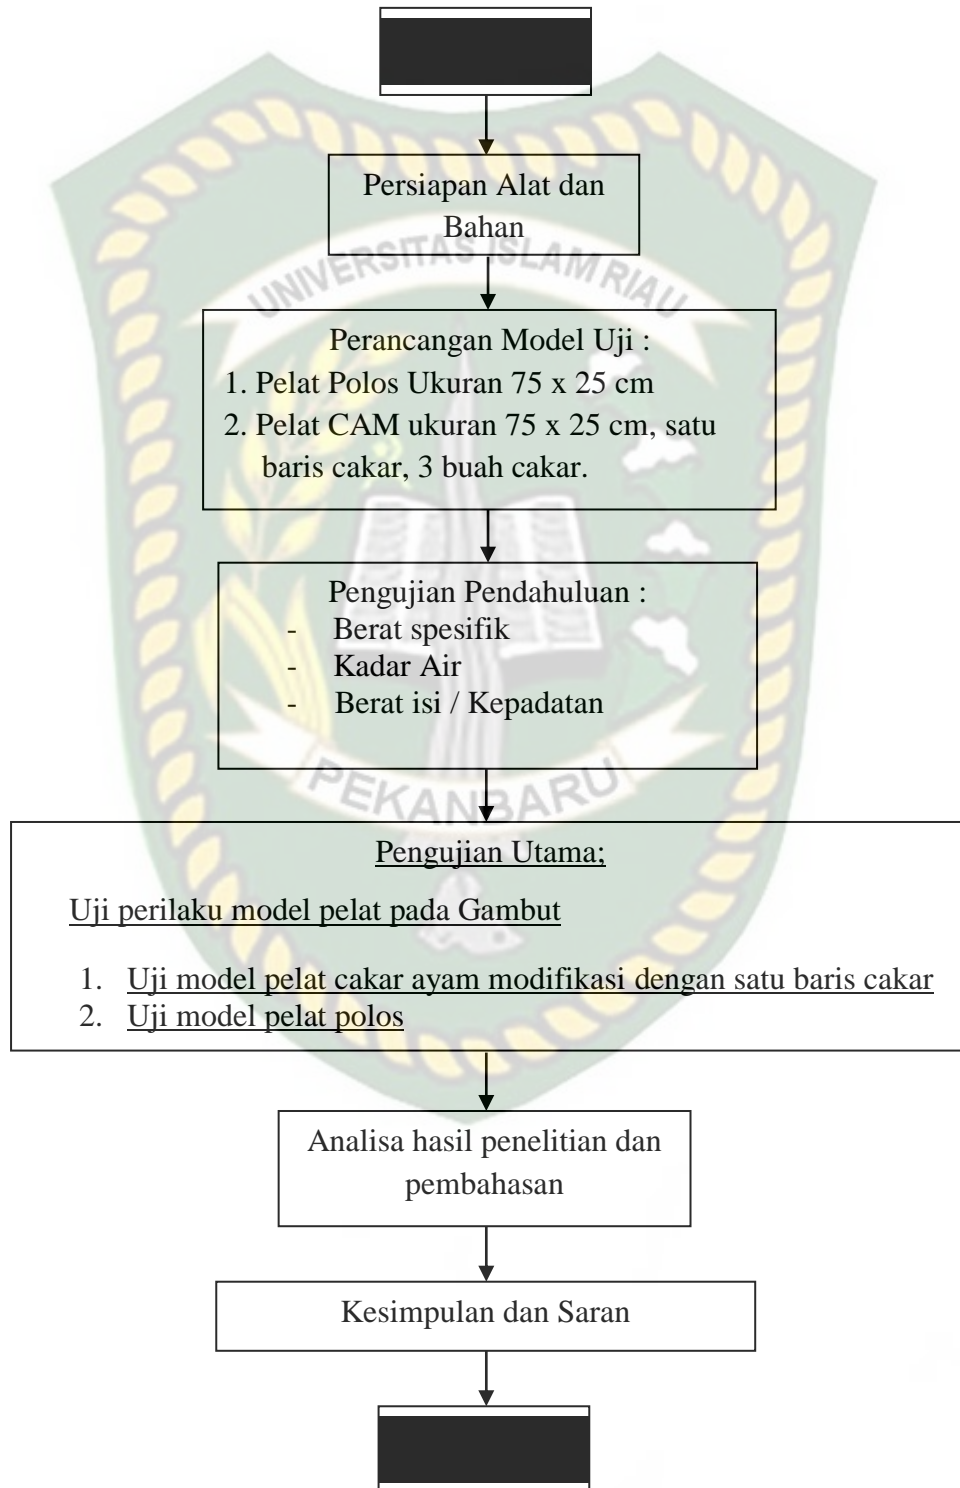 Persiapan Alat dan
Bahan
UNIVERSITAS ISLAM RIAU
Perancangan Model Uji :
1. Pelat Polos Ukuran 75 x 25 cm
2. Pelat CAM ukuran 75 x 25 cm, satu
baris cakar, 3 buah cakar.
Pengujian Pendahuluan :
- Berat spesifik
- Kadar Air
- Berat isi / Kepadatan
PEKANBARU
Pengujian Utama;
Uji perilaku model pelat pada Gambut
1. Uji model pelat cakar ayam modifikasi dengan satu baris cakar
2. Uji model pelat polos
Analisa hasil penelitian dan
pembahasan
Kesimpulan dan Saran